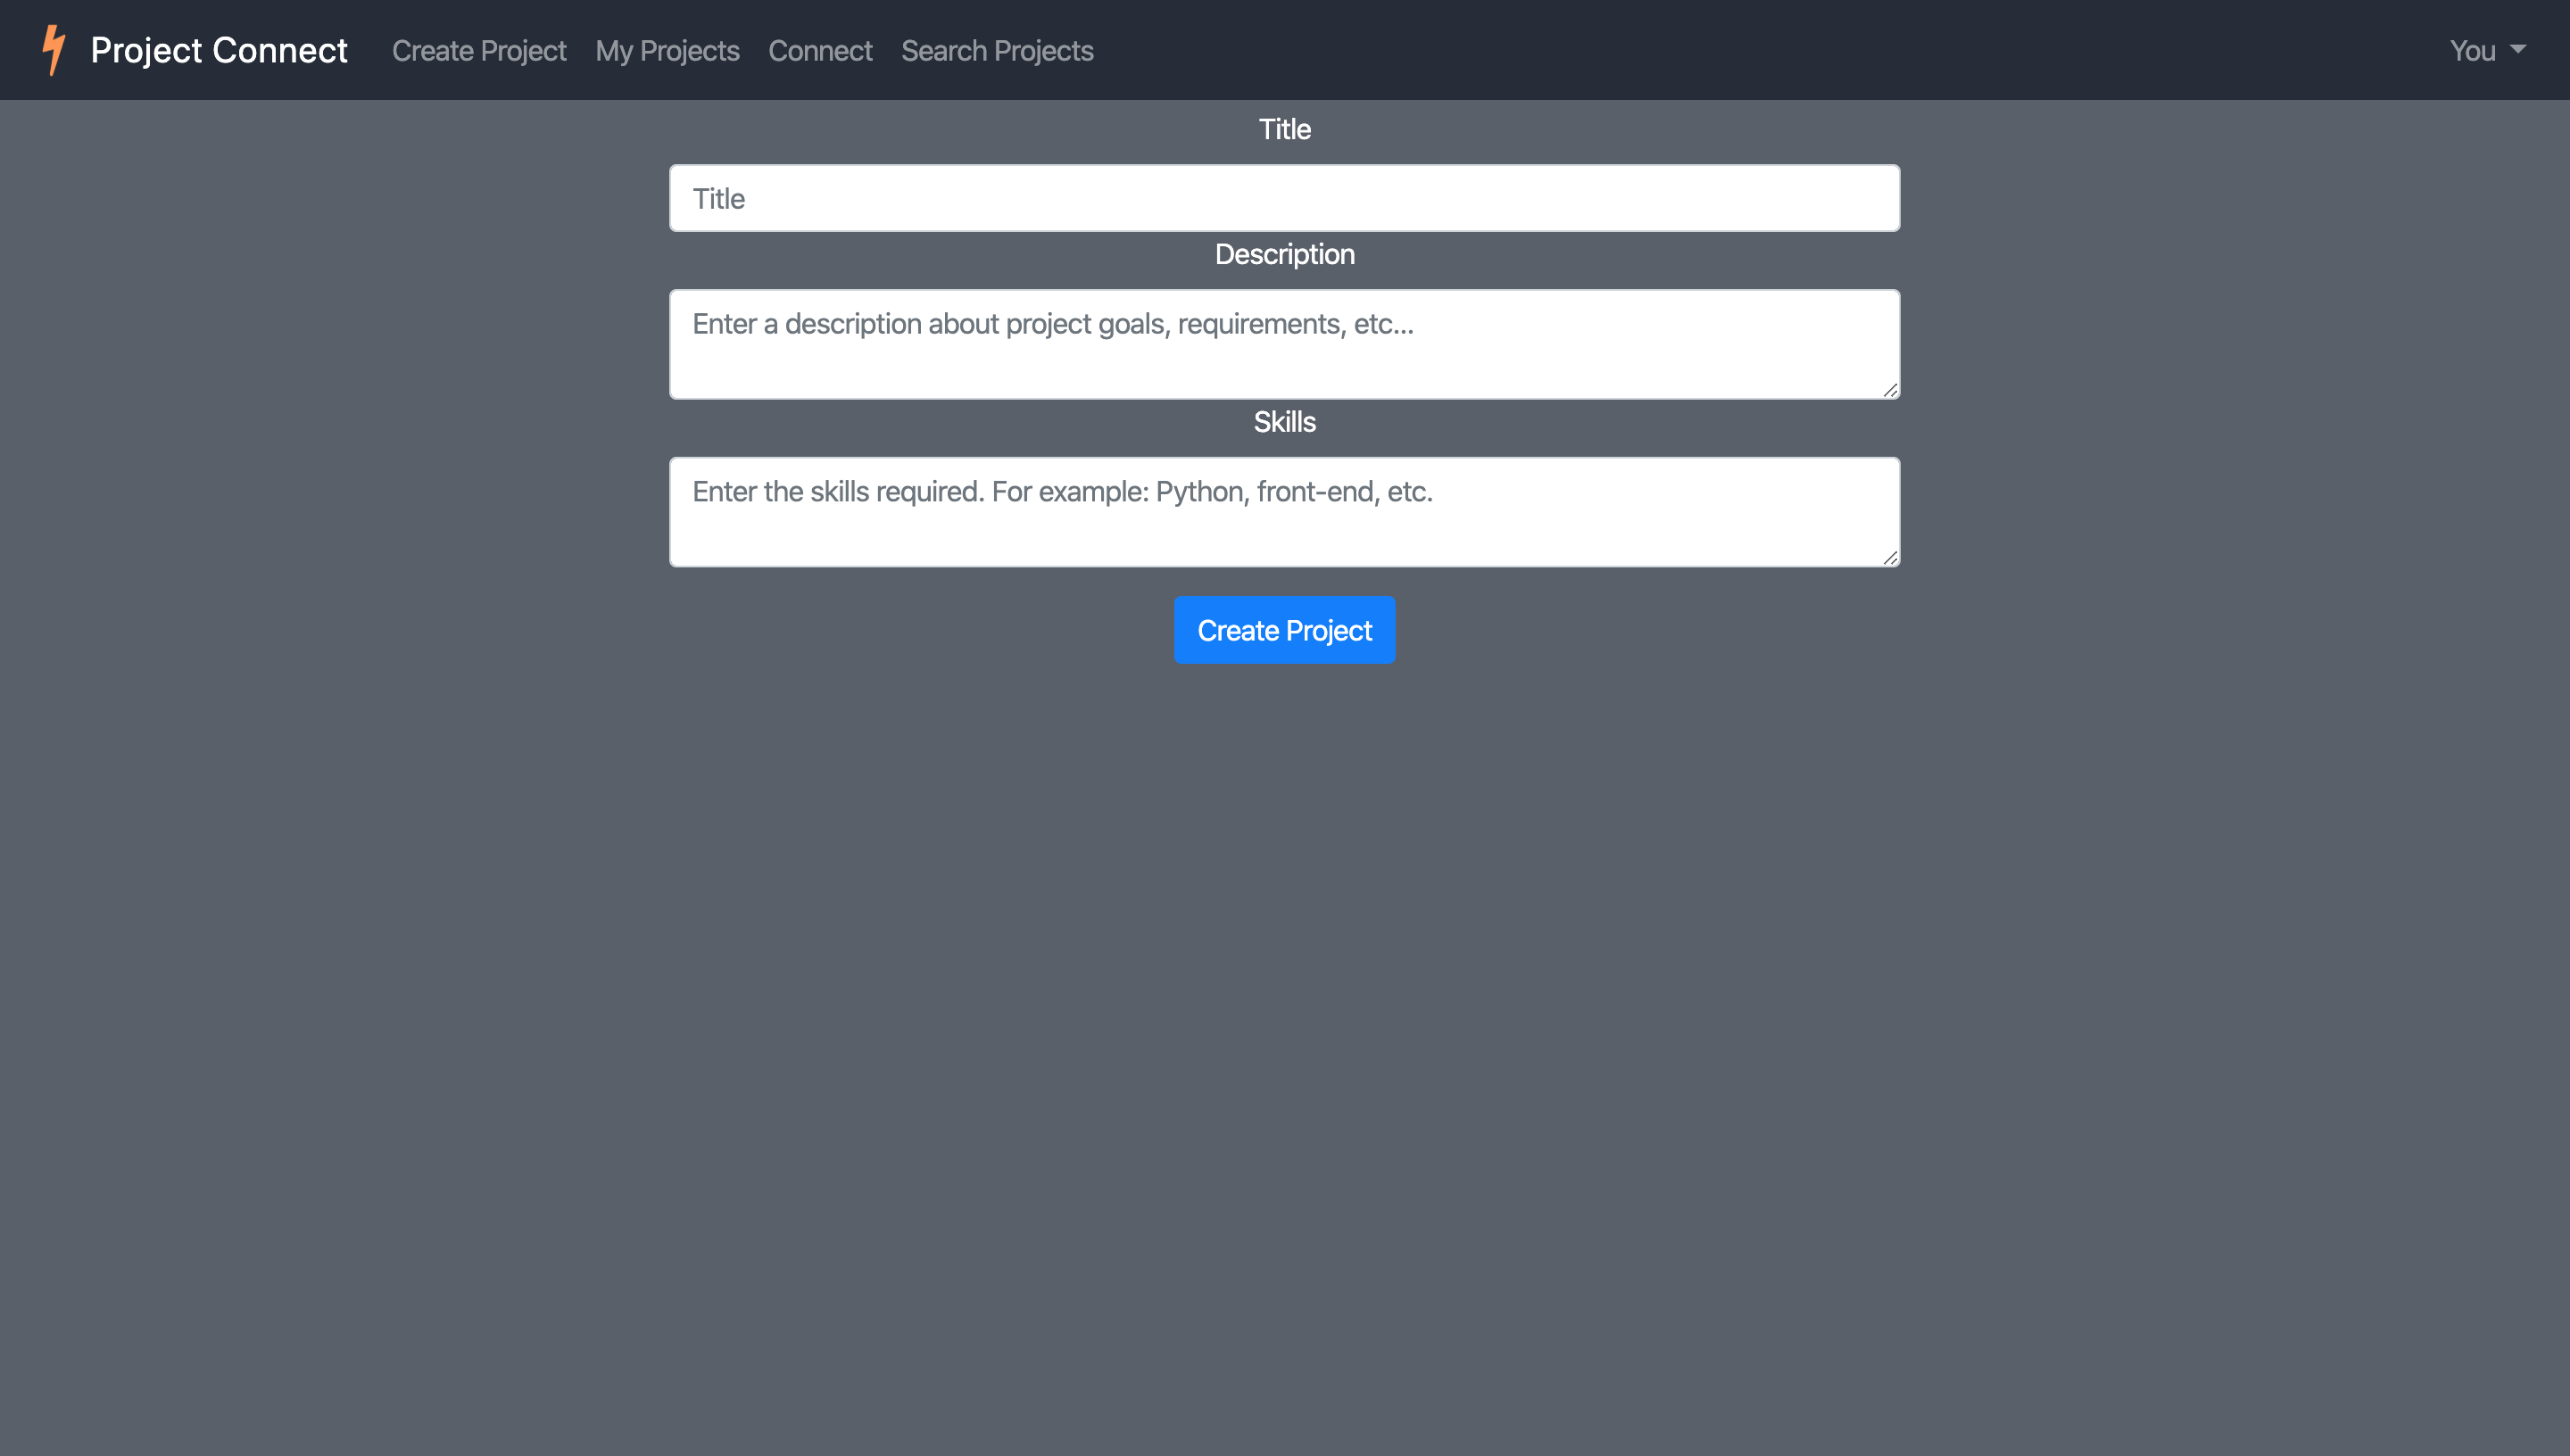 Project Connect Create Project My Projects Connect Search Projects You
Title
Title
Description
Enter a description about project goals, requirements, etc...
Skills
Enter the skills required. For example: Python, front-end, etc.
Create Project